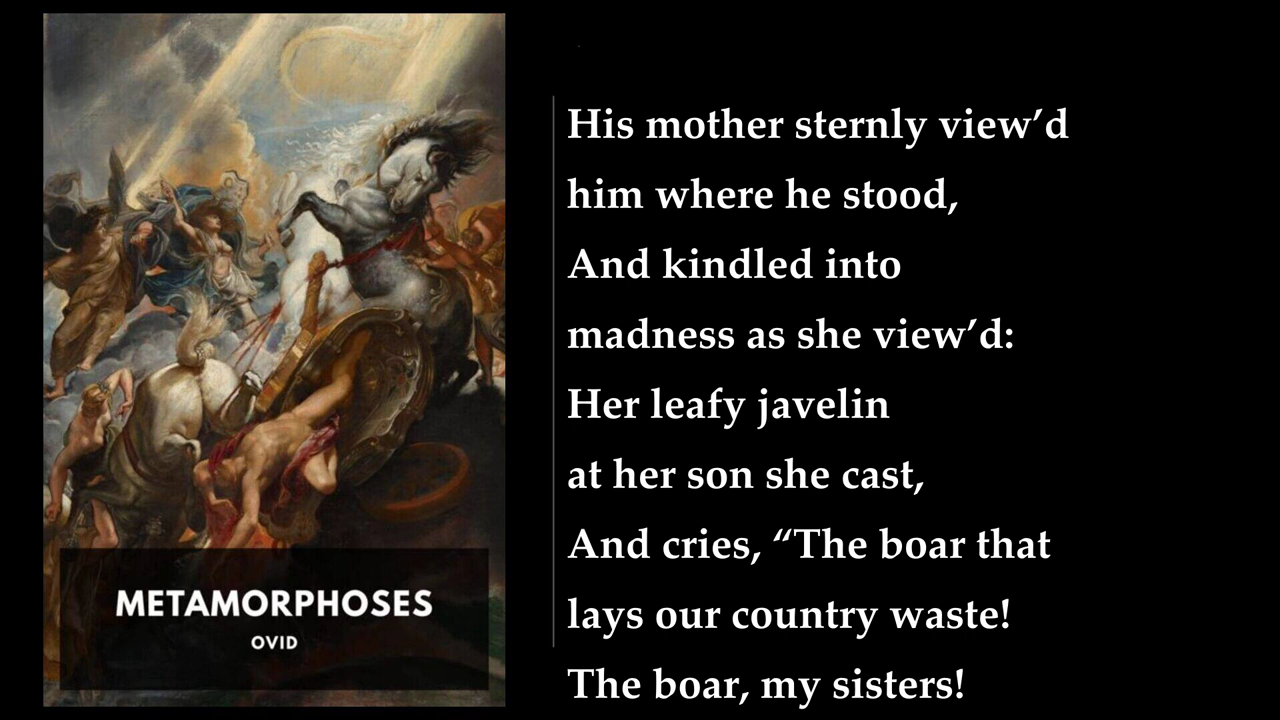 METAMORPHOSES
OVID
His mother sternly view’d
him where he stood,
And kindled into
madness as she view’d:
Her leafy javelin
at her son she cast,
And cries, “The boar that
lays our country waste!
The boar, my sisters!